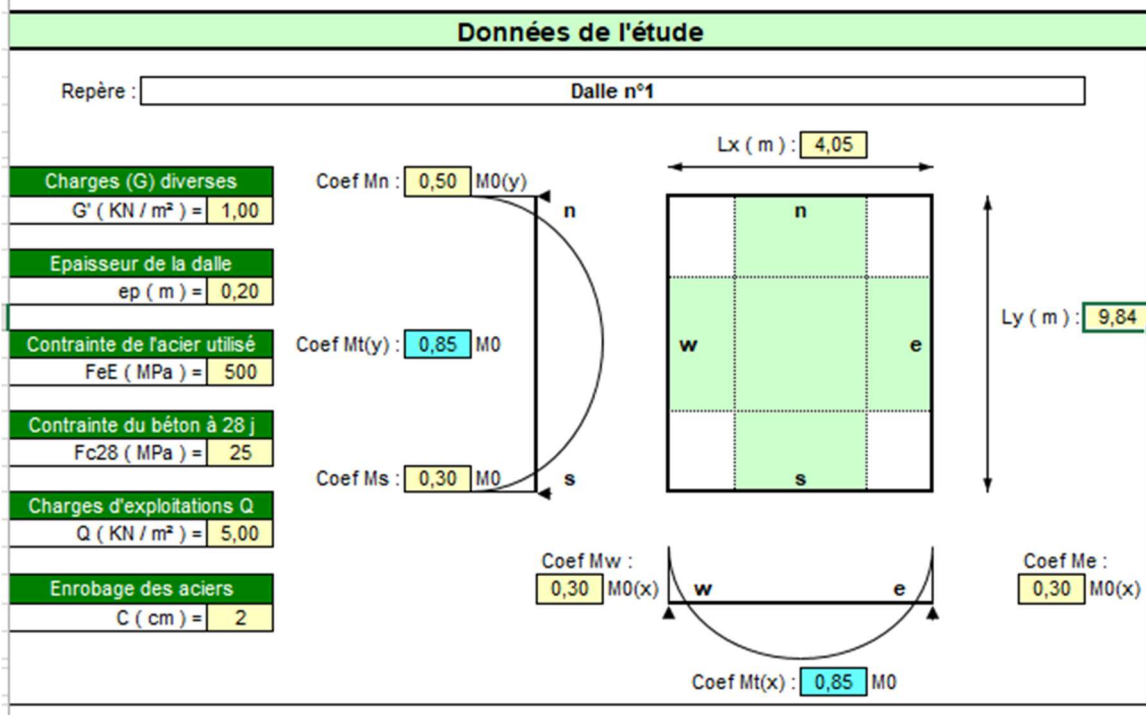 Données de l'étude
Repère : Dalle n°1
Lx ( m ) : 4,05
Charges (G) diverses
G' ( KN / m² ) = 1,00
Coef Mn : 0,50 M0(y)
n
n
Epaisseur de la dalle
ep ( m ) = 0,20
Ly ( m ) : 9,84
Contrainte de l'acier utilisé
FeE ( MPa ) = 500
Coef Mt(y) : 0,85 M0
w
e
Contrainte du béton à 28 j
Fc28 ( MPa ) = 25
Coef Ms : 0,30 M0
s
s
Charges d'exploitations Q
Q ( KN / m² ) = 5,00
Coef Mw :
0,30 M0(x)
w
e
Coef Me :
0,30 M0(x)
Enrobage des aciers
C ( cm ) = 2
Coef Mt(x) : 0,85 M0